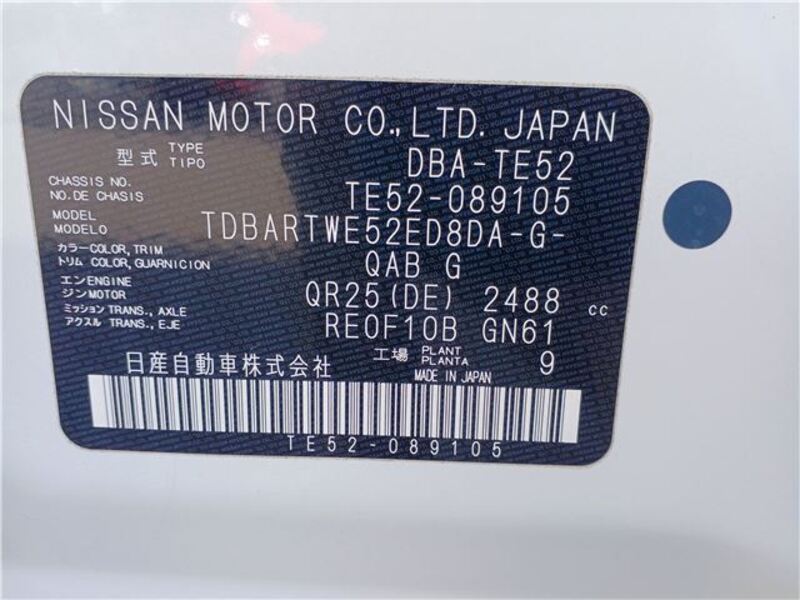 NISSAN MOTOR CO.,LTD. JAPAN
型式 TYPE TIPO DBA-TE52
CHASSIS NO. NO.DE CHASIS TE52-089105
MODEL MODELO TDBARTWE52ED8DA-G-
カラー COLOR, TRIM トリム COLOR, GUARNICION QAB G
エンジン ENGINE MOTOR QR25(DE) 2488 cc
ミッション TRANS., AXLE アクスル TRANS., EJE RE0F10B GN61
日産自動車株式会社 工場 PLANT PLANTA 9
MADE IN JAPAN
TE52-089105